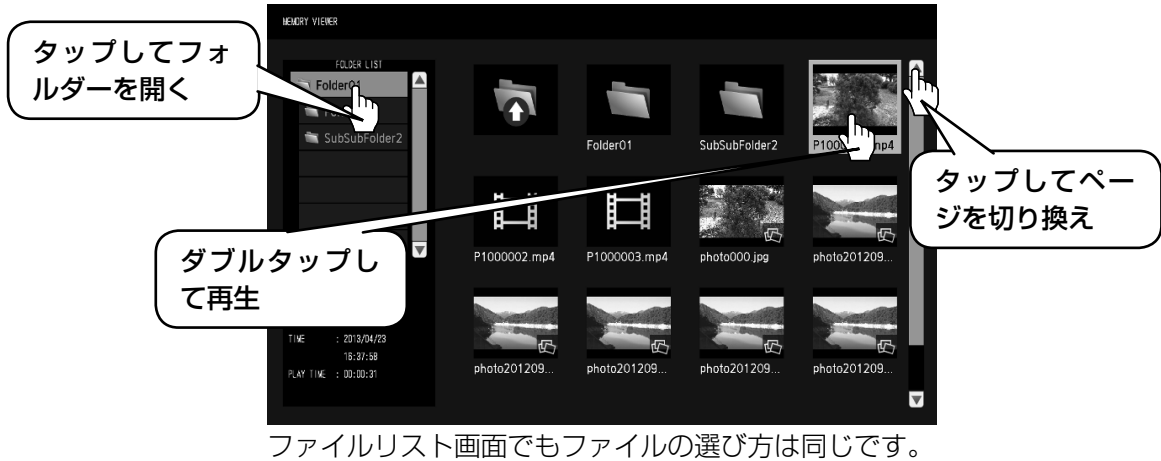 MEMORY VIEWER
タップしてフォ
ルダーを開く
FOLDER LIST
Folder01
SubSubFolder2
Folder01
SubSubFolder2
タップしてペー
ジを切り換え
P1000002.mp4
P1000003.mp4
photo000.jpg
photo201209...
ダブルタップし
て再生
TIME : 2013/04/23
16:37:58
PLAY TIME : 00:00:31
photo201209...
photo201209...
photo201209...
photo201209...
ファイルリスト画面でもファイルの選び方は同じです。